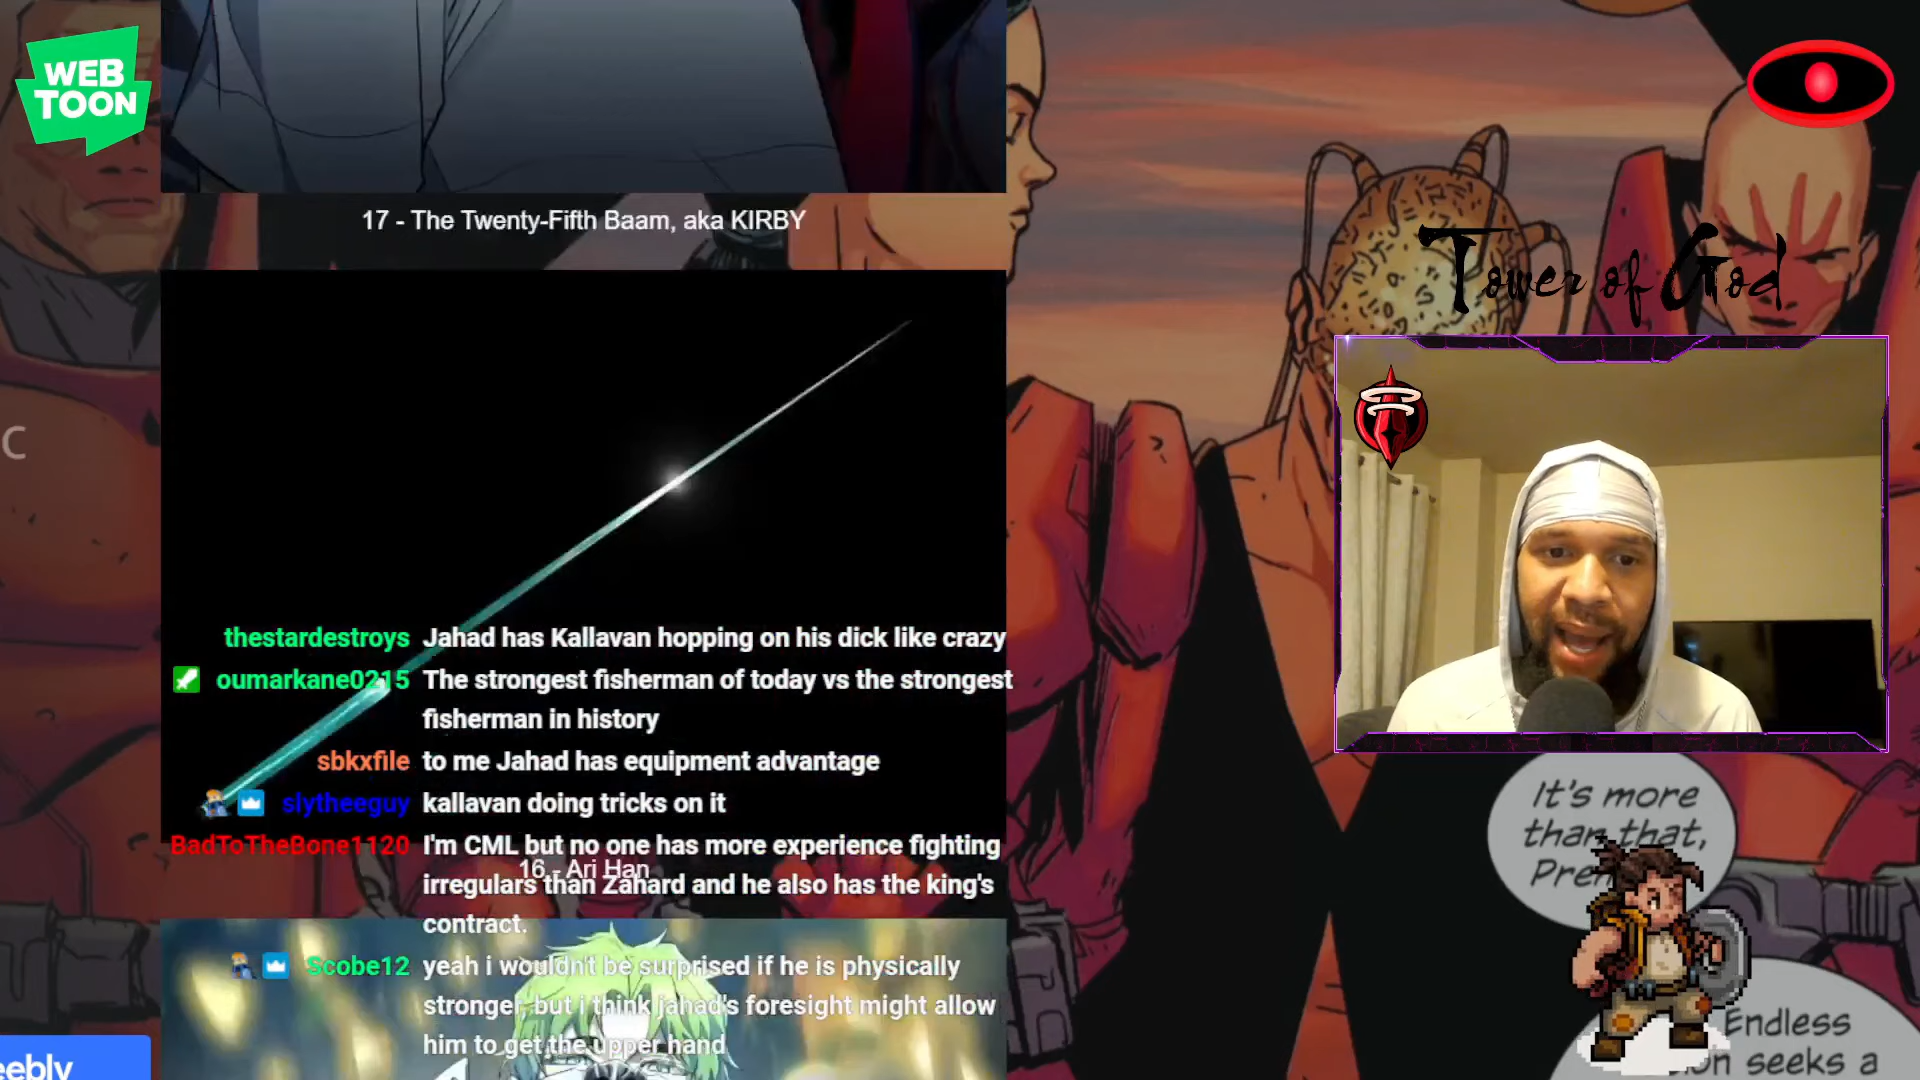 WEB
TOON
17 - The Twenty-Fifth Baam, aka KIRBY
Tower of God
C
thestardestroys Jahad has Kallavan hopping on his dick like crazy
oumarkane0215 The strongest fisherman of today vs the strongest
fisherman in history
sbkxfile to me Jahad has equipment advantage
slytheeguy kallavan doing tricks on it
BadToTheBone1120 I'm CML but no one has more experience fighting
16 - Ari Han
irregulars than Zahard and he also has the king's
contract.
Scobe12 yeah i wouldn't be surprised if he is physically
stronger, but i think jahad's foresight might allow
him to get the upper hand
It's more
than that,
Endless
seeks a
eebly